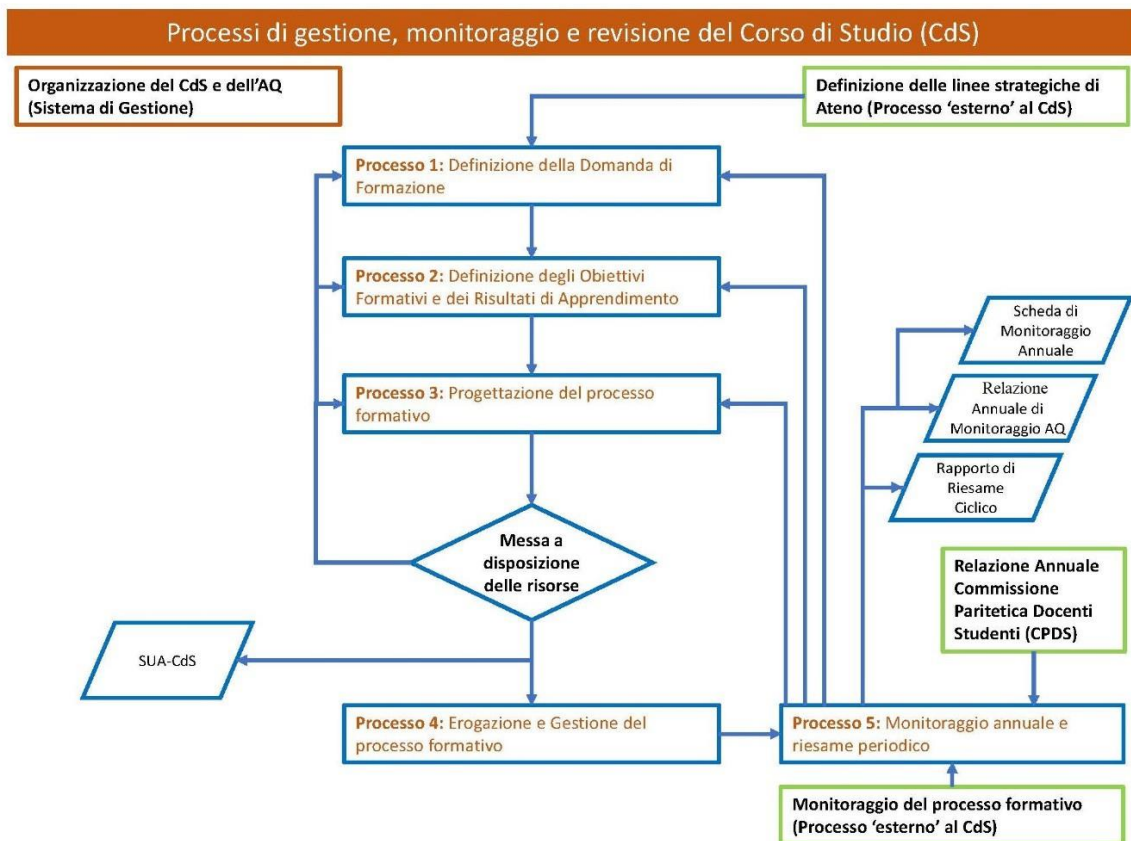 Processi di gestione, monitoraggio e revisione del Corso di Studio (CdS)
Organizzazione del CdS e dell'AQ
(Sistema di Gestione)
Definizione delle linee strategiche di
Ateno (Processo 'esterno' al CdS)
Processo 1: Definizione della Domanda di
Formazione
Processo 2: Definizione degli Obiettivi
Formativi e dei Risultati di Apprendimento
Scheda di
Monitoraggio
Annuale
Processo 3: Progettazione del processo
formativo
Relazione
Annuale di
Monitoraggio AQ
Rapporto di
Riesame
Ciclico
Messa a
disposizione
delle risorse
Relazione Annuale
Commissione
Paritetica Docenti
Studenti (CPDS)
SUA-CdS
Processo 4: Erogazione e Gestione del
processo formativo
Processo 5: Monitoraggio annuale e
riesame periodico
Monitoraggio del processo formativo
(Processo 'esterno' al CdS)